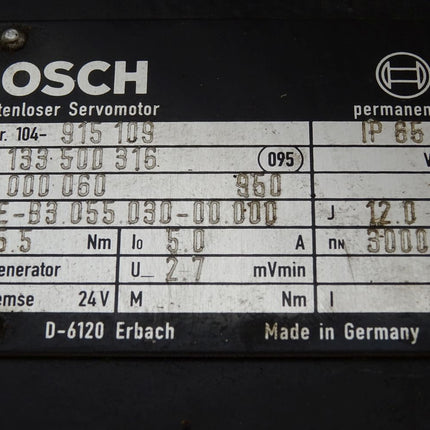 OSCH
tenloser Servomotor permanen
r. 104- 915 109 IP 65
133 500 316 095 V
000 060 950
E-B3.055.030-00.000 J 12.0
5.5 Nm I₀ 5.0 A nN 3000
enerator U_ 2.7 mVmin
emse 24V M Nm I
D-6120 Erbach Made in Germany